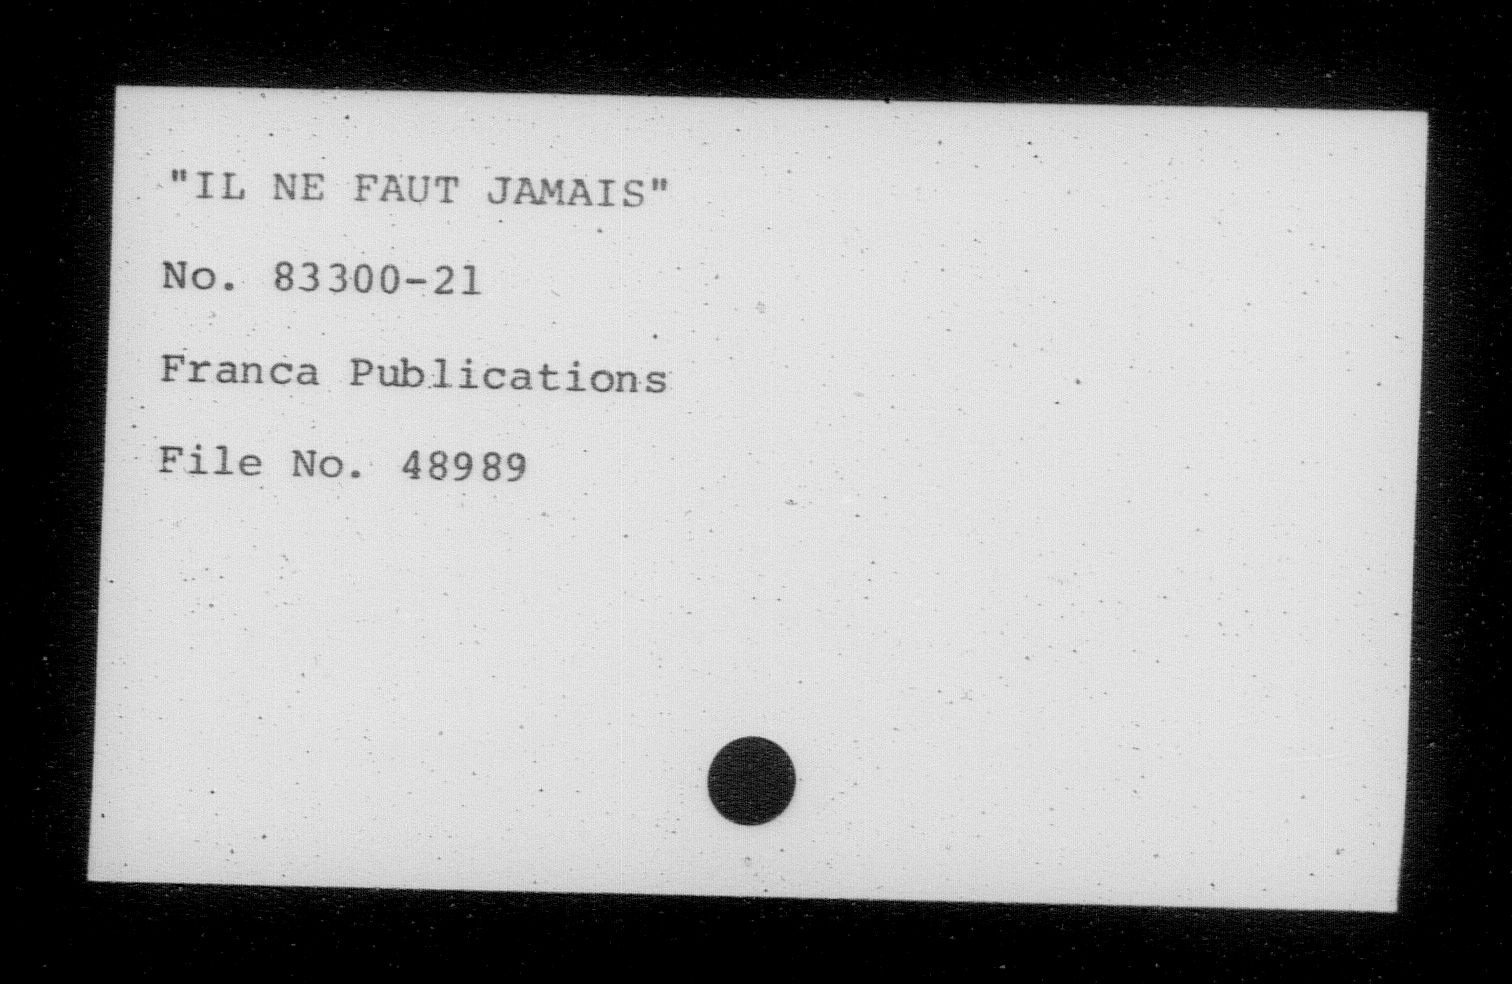 "IL NE FAUT JAMAIS"
No. 83300-21
Franca Publications
File No. 48989